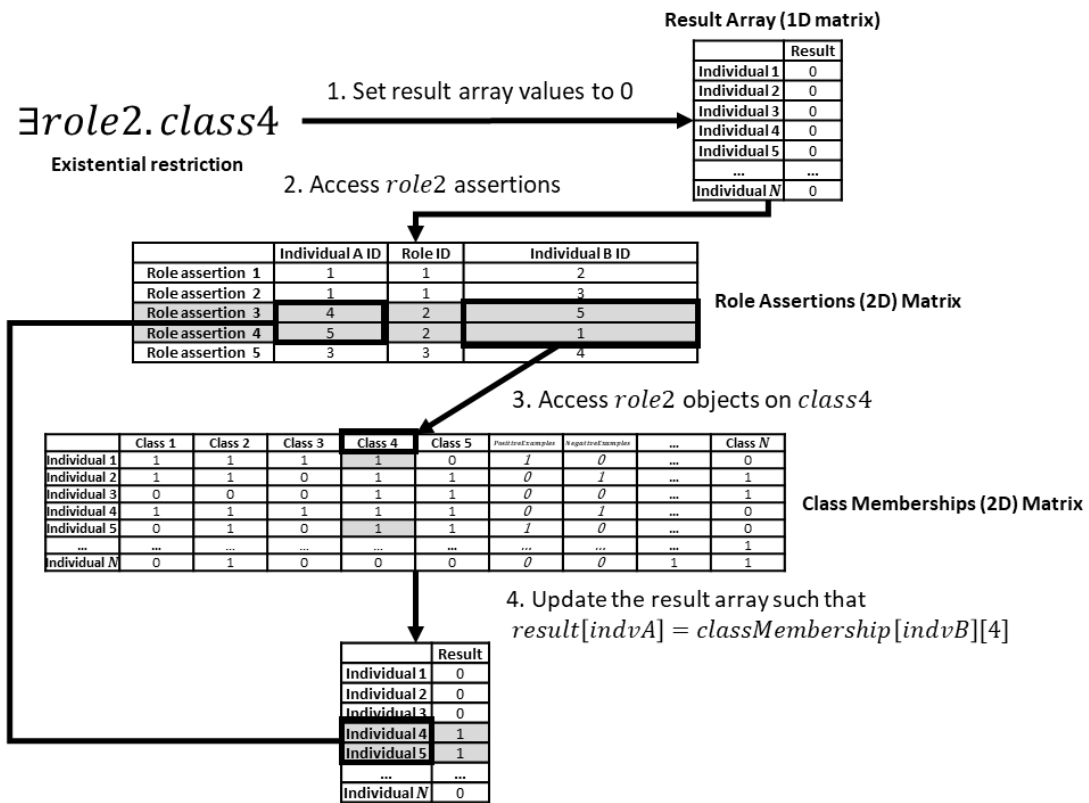 Result Array (1D matrix)
Result
Individual 1 0
Individual 2 0
Individual 3 0
Individual 4 0
Individual 5 0
... ...
Individual N 0
1. Set result array values to 0
∃role2.class4
Existential restriction
2. Access role2 assertions
Individual A ID Role ID Individual B ID
Role assertion 1 1 1 2
Role assertion 2 1 1 3
Role assertion 3 4 2 5
Role assertion 4 5 2 1
Role assertion 5 3 3 4
Role Assertions (2D) Matrix
3. Access role2 objects on class4
Class 1 Class 2 Class 3 Class 4 Class 5 PositiveExamples NegativeExamples ... Class N
Individual 1 1 1 1 1 0 1 0 ... 0
Individual 2 1 1 0 1 1 0 1 ... 1
Individual 3 0 0 0 1 1 0 0 ... 1
Individual 4 1 1 1 1 1 0 1 ... 0
Individual 5 0 1 0 1 1 1 0 ... 0
... ... ... ... ... ... ... ... ... 1
Individual N 0 1 0 0 0 0 0 1 1
Class Memberships (2D) Matrix
4. Update the result array such that
result[indvA] = classMembership[indvB][4]
Result
Individual 1 0
Individual 2 0
Individual 3 0
Individual 4 1
Individual 5 1
... ...
Individual N 0